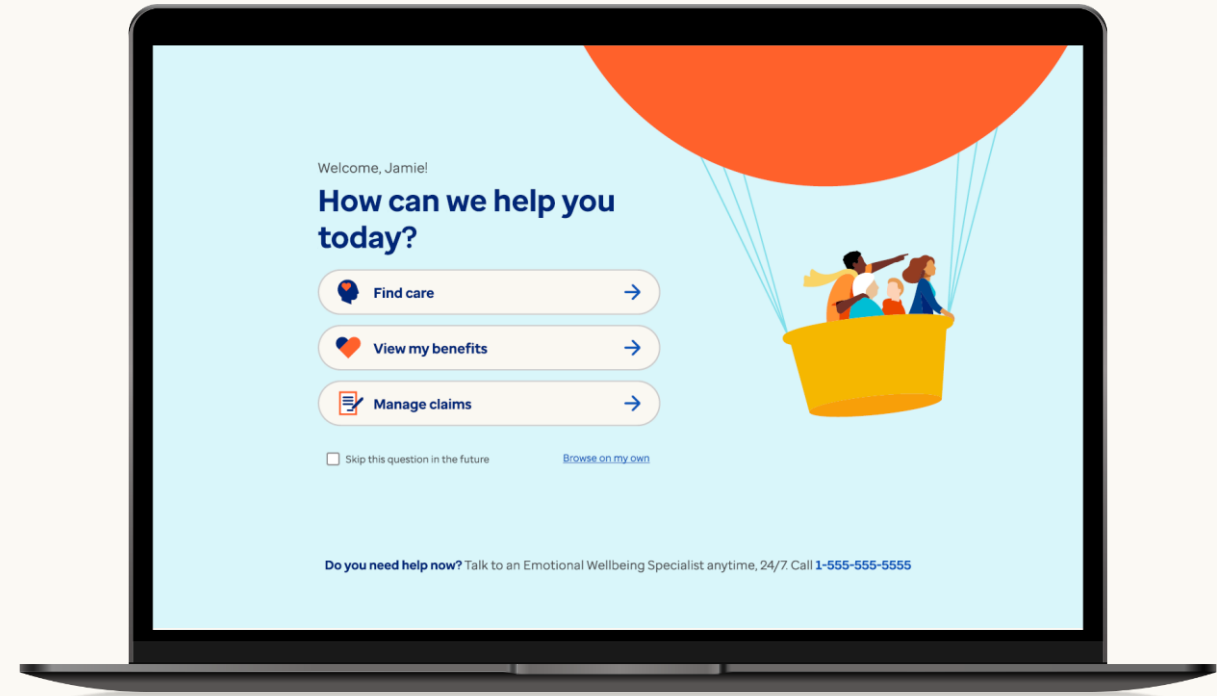 Welcome, Jamie!
How can we help you
today?
Find care
View my benefits
Manage claims
Skip this question in the future
Browse on my own
Do you need help now? Talk to an Emotional Wellbeing Specialist anytime, 24/7. Call 1-555-555-5555